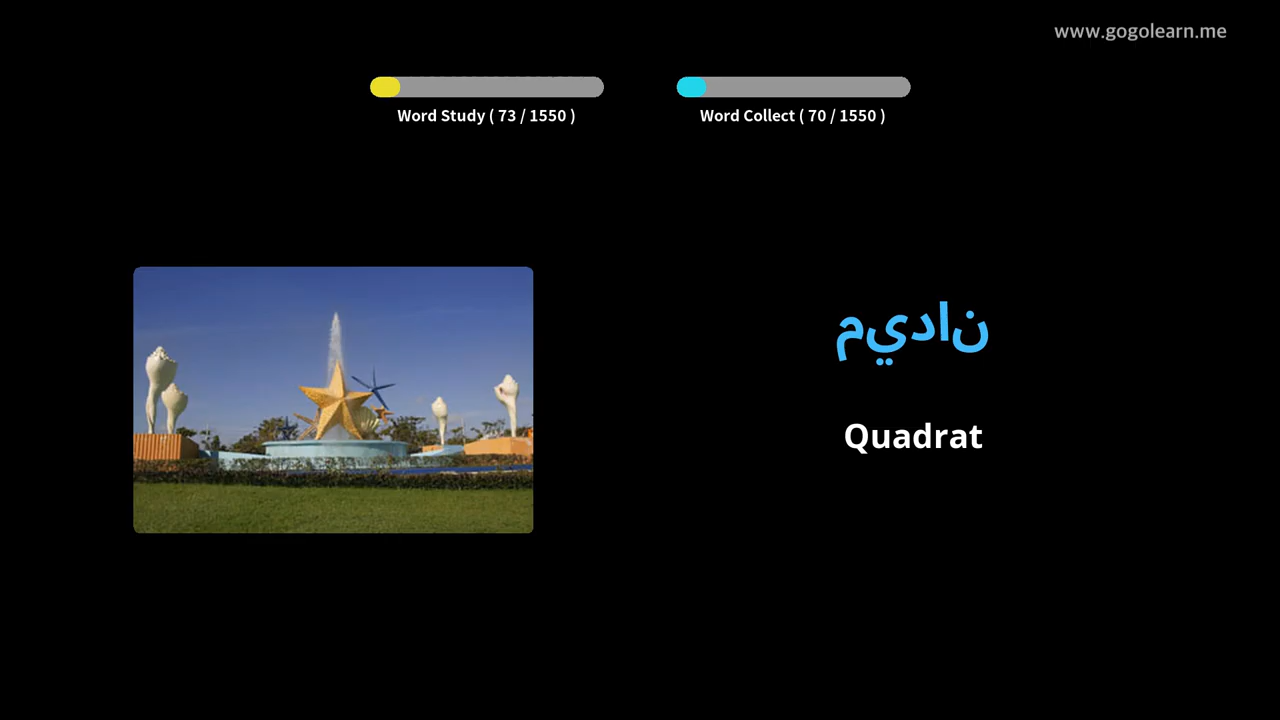 www.gogolearn.me
Word Study ( 73 / 1550 )
Word Collect ( 70 / 1550 )
ميدان
Quadrat